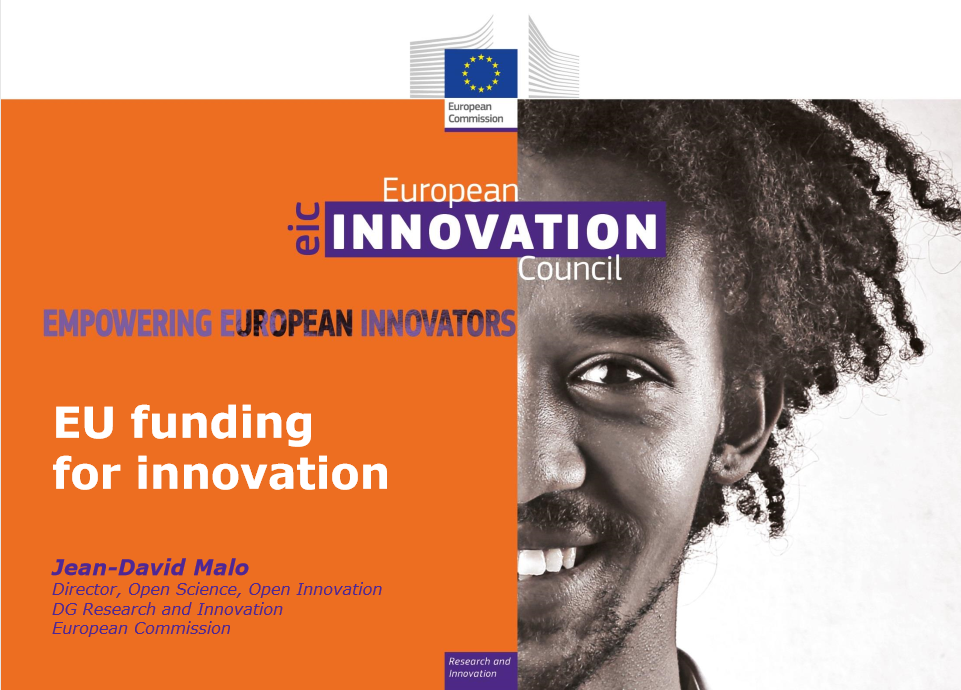 European
Commission
European
eic
INNOVATION
Council
EMPOWERING EUROPEAN INNOVATORS
EU funding
for innovation
Jean-David Malo
Director, Open Science, Open Innovation
DG Research and Innovation
European Commission
Research and
Innovation